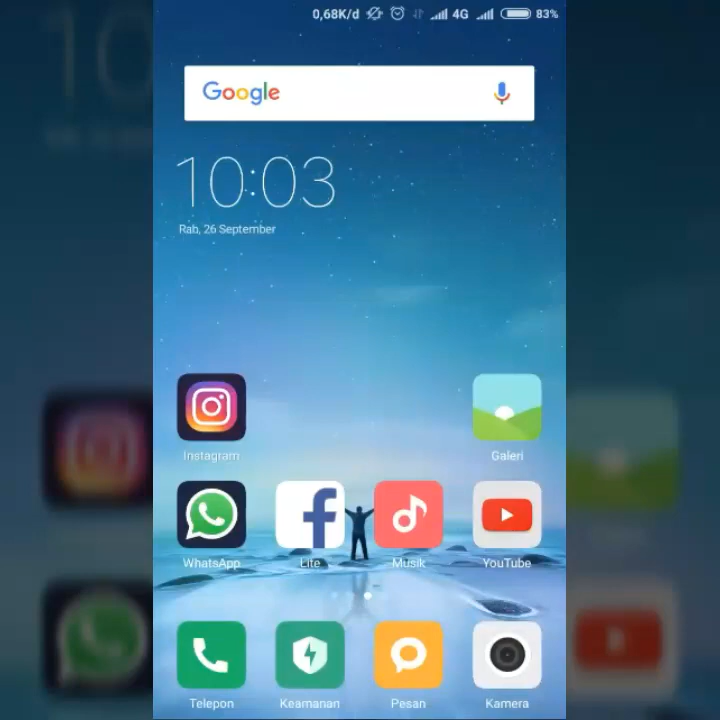 0,68K/d 4G 83%
Google
10:03
Rab, 26 September
Instagram Galeri
WhatsApp Lite Musik YouTube
Telepon Keamanan Pesan Kamera